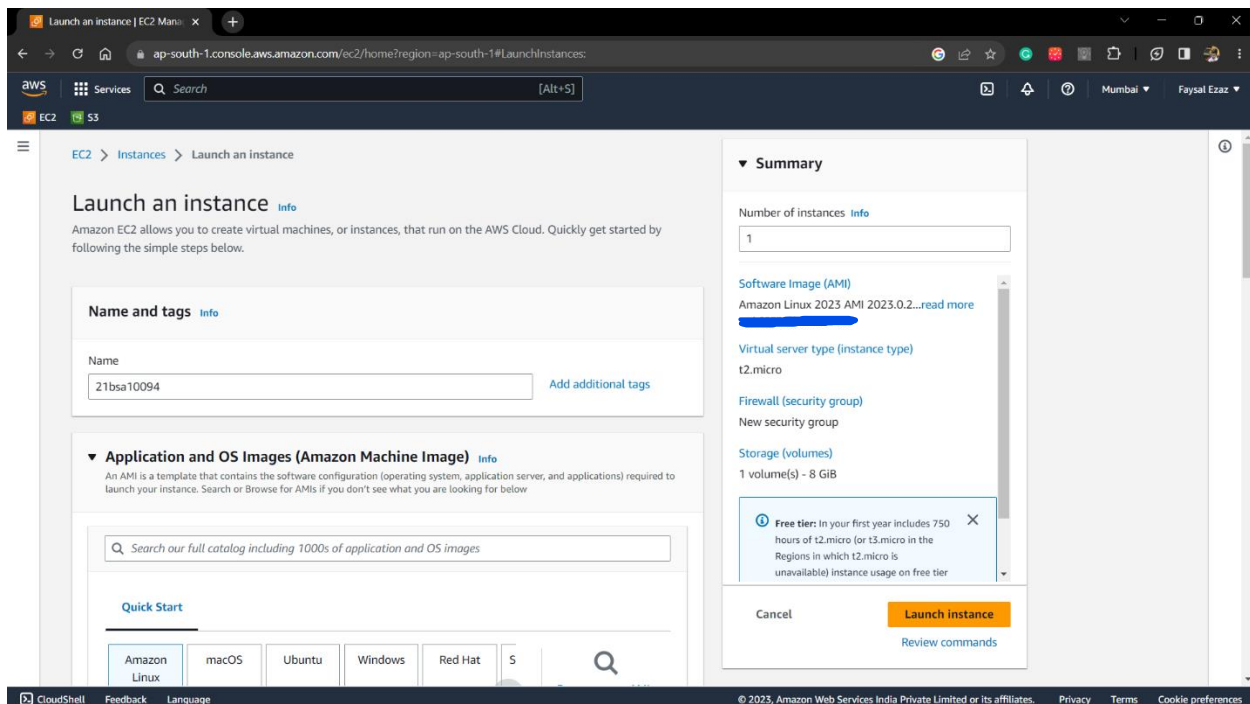 Launch an instance | EC2 Mana
ap-south-1.console.aws.amazon.com/ec2/home?region=ap-south-1#LaunchInstances:
aws
Services
Search
[Alt+S]
Mumbai
Faysal Ezaz
EC2
S3
EC2 > Instances > Launch an instance
Launch an instance Info
Amazon EC2 allows you to create virtual machines, or instances, that run on the AWS Cloud. Quickly get started by
following the simple steps below.
Name and tags Info
Name
21bsa10094
Add additional tags
Application and OS Images (Amazon Machine Image) Info
An AMI is a template that contains the software configuration (operating system, application server, and applications) required to
launch your instance. Search or Browse for AMIs if you don't see what you are looking for below
Search our full catalog including 1000s of application and OS images
Quick Start
Amazon
Linux
macOS
Ubuntu
Windows
Red Hat
S
Summary
Number of instances Info
1
Software Image (AMI)
Amazon Linux 2023 AMI 2023.0.2...read more
Virtual server type (instance type)
t2.micro
Firewall (security group)
New security group
Storage (volumes)
1 volume(s) - 8 GiB
Free tier: In your first year includes 750
hours of t2.micro (or t3.micro in the
Regions in which t2.micro is
unavailable) instance usage on free tier
Cancel
Launch instance
Review commands
CloudShell
Feedback
Language
© 2023, Amazon Web Services India Private Limited or its affiliates.
Privacy
Terms
Cookie preferences